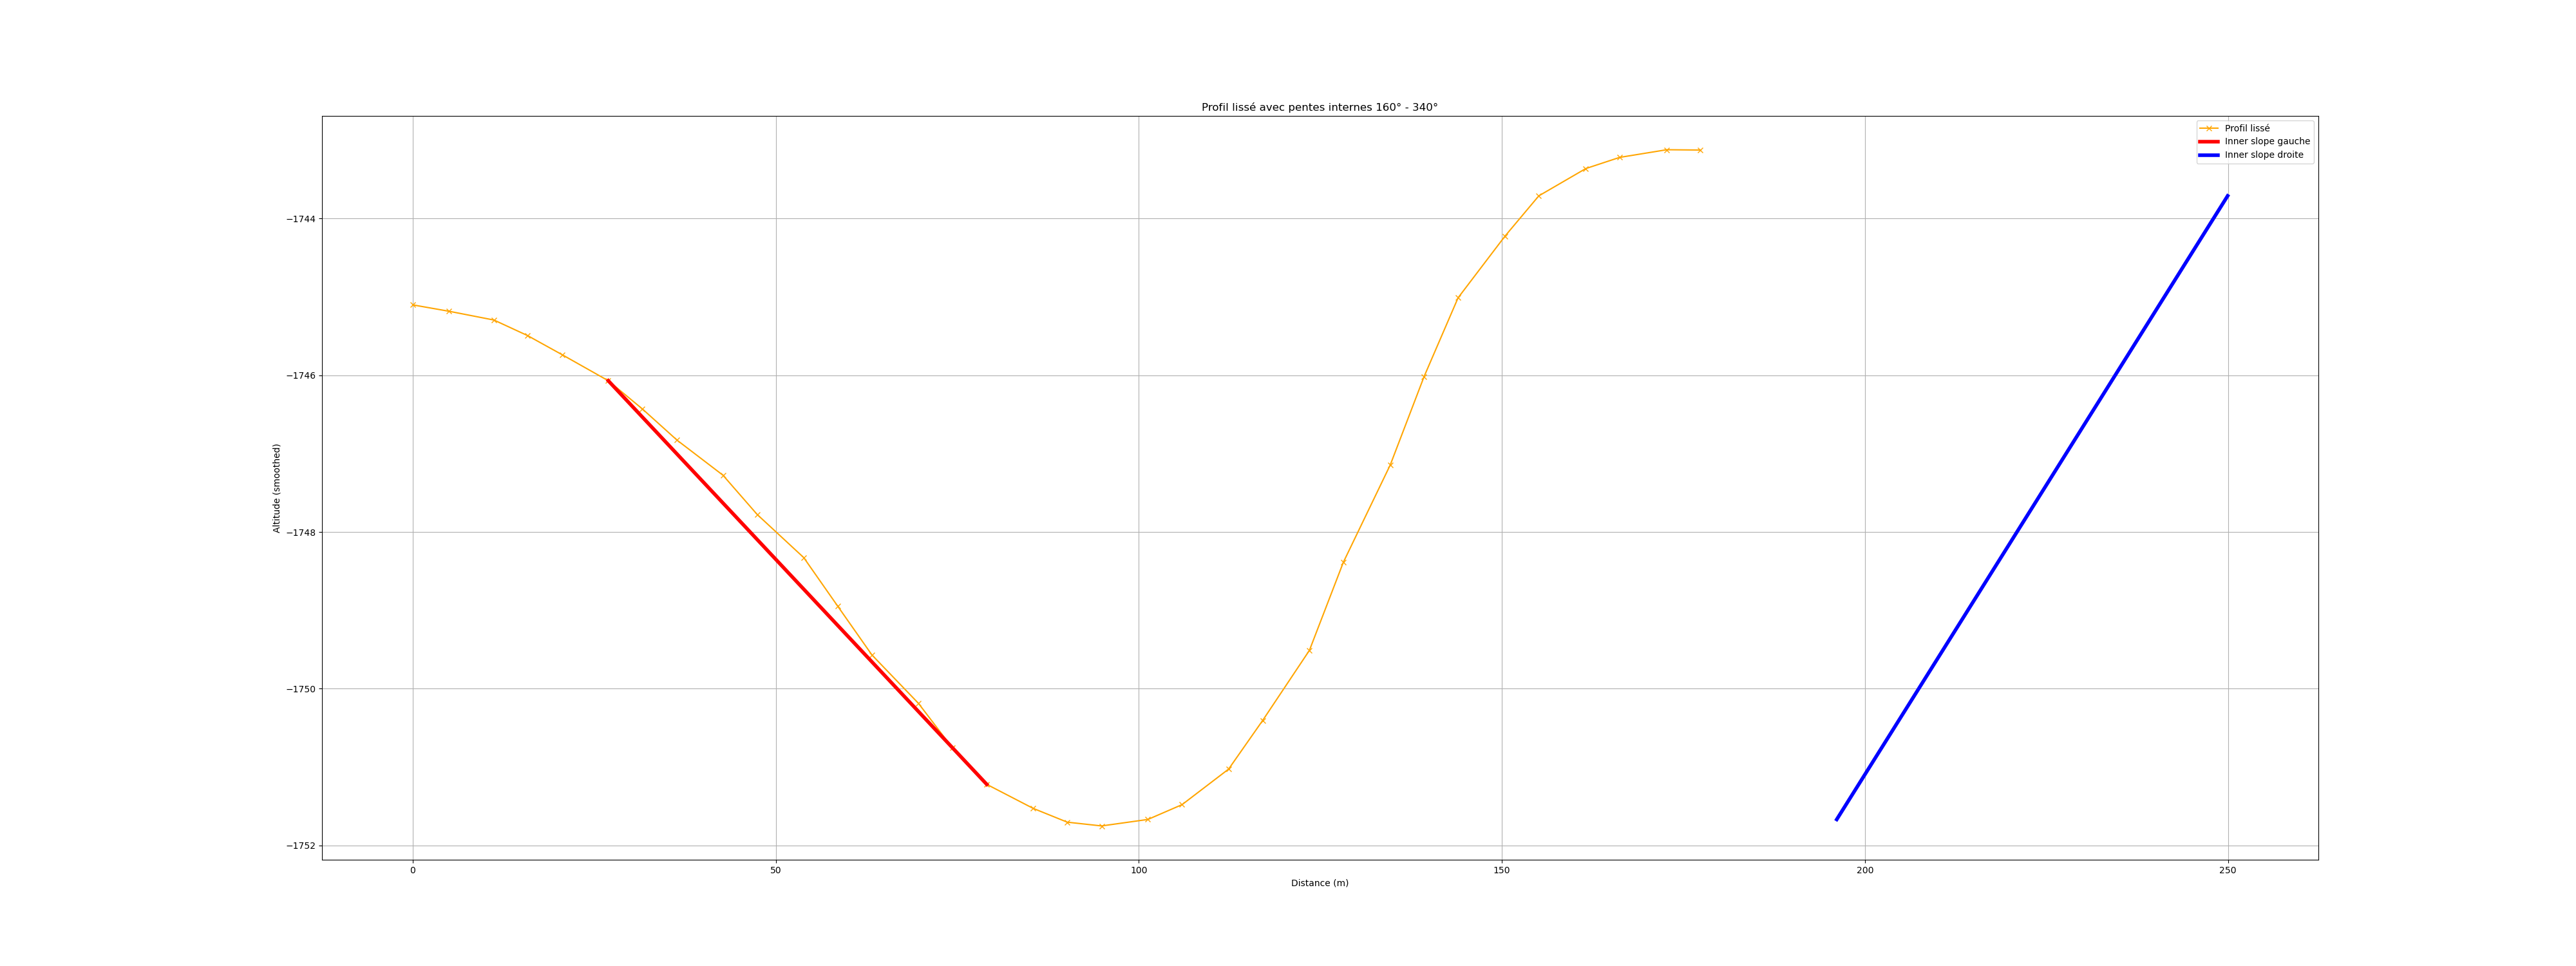 Profil lissé avec pentes internes 160° - 340°
Profil lissé
Inner slope gauche
Inner slope droite
−1744
−1746
−1748
−1750
−1752
Altitude (smoothed)
0
50
100
150
200
250
Distance (m)